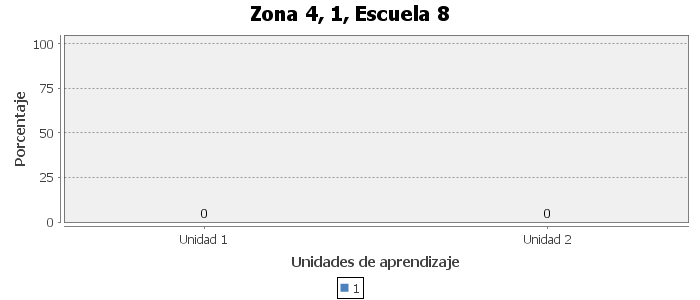 Zona 4, 1, Escuela 8
Porcentaje
100
75
50
25
0
0
0
Unidad 1
Unidad 2
Unidades de aprendizaje
1